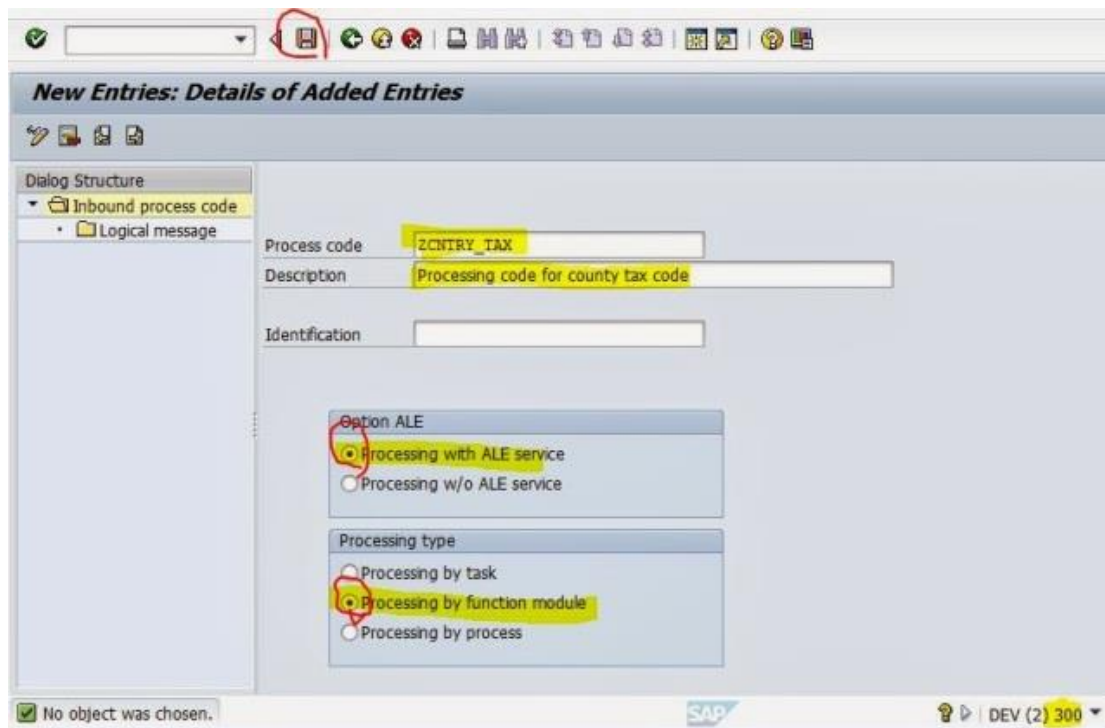 New Entries: Details of Added Entries
Dialog Structure
Inbound process code
Logical message
Process code ZCNTRY_TAX
Description Processing code for county tax code
Identification
Option ALE
Processing with ALE service
Processing w/o ALE service
Processing type
Processing by task
Processing by function module
Processing by process
No object was chosen.
SAP
DEV (2) 300